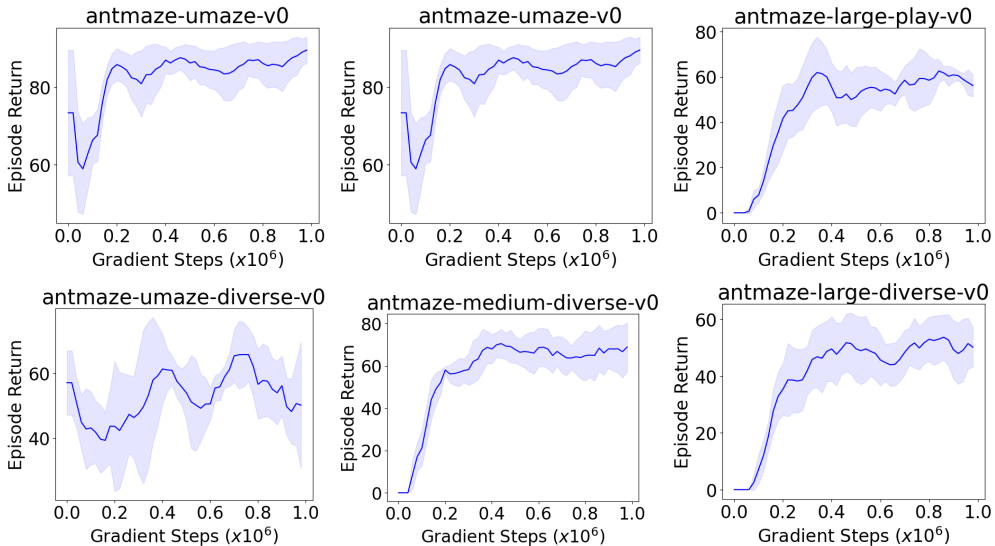 antmaze-umaze-v0
Episode Return
80
60
0.0 0.2 0.4 0.6 0.8 1.0
Gradient Steps (x10^6)
antmaze-umaze-v0
Episode Return
80
60
0.0 0.2 0.4 0.6 0.8 1.0
Gradient Steps (x10^6)
antmaze-large-play-v0
Episode Return
80
60
40
20
0
0.0 0.2 0.4 0.6 0.8 1.0
Gradient Steps (x10^6)
antmaze-umaze-diverse-v0
Episode Return
60
40
0.0 0.2 0.4 0.6 0.8 1.0
Gradient Steps (x10^6)
antmaze-medium-diverse-v0
Episode Return
80
60
40
20
0
0.0 0.2 0.4 0.6 0.8 1.0
Gradient Steps (x10^6)
antmaze-large-diverse-v0
Episode Return
60
40
20
0
0.0 0.2 0.4 0.6 0.8 1.0
Gradient Steps (x10^6)